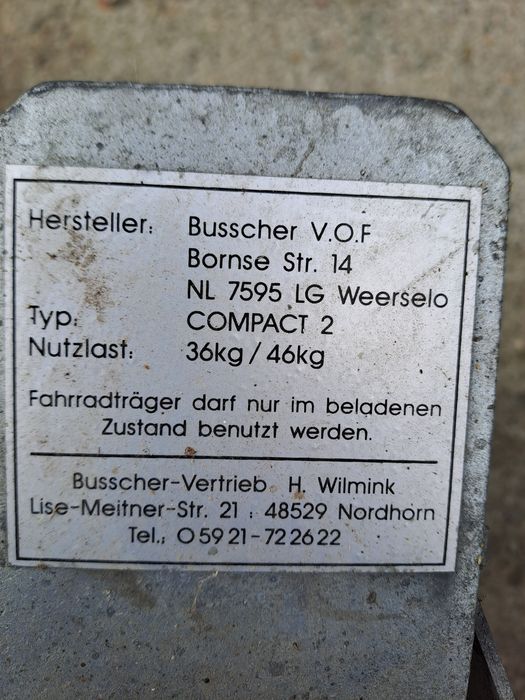 Hersteller: Busscher V.O.F
Bornse Str. 14
NL 7595 LG Weerselo
Typ: COMPACT 2
Nutzlast: 36kg / 46kg
Fahrradträger darf nur im beladenen
Zustand benutzt werden.
Busscher-Vertrieb H. Wilmink
Lise-Meitner-Str. 21 : 48529 Nordhorn
Tel.: 05921-722622